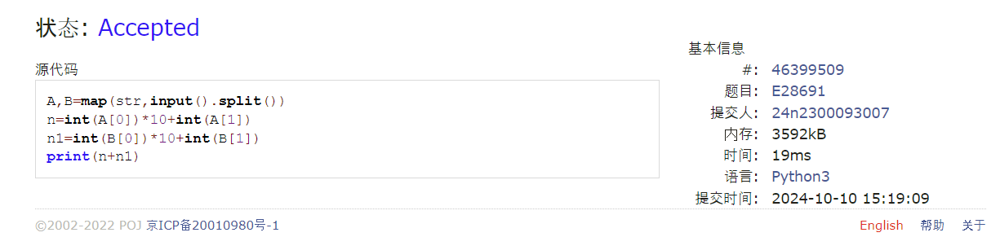 状态: Accepted
源代码
A,B=map(str,input().split())
n=int(A[0])*10+int(A[1])
n1=int(B[0])*10+int(B[1])
print(n+n1)
基本信息
#: 46399509
题目: E28691
提交人: 24n2300093007
内存: 3592kB
时间: 19ms
语言: Python3
提交时间: 2024-10-10 15:19:09
©2002-2022 POJ 京ICP备20010980号-1
English 帮助 关于